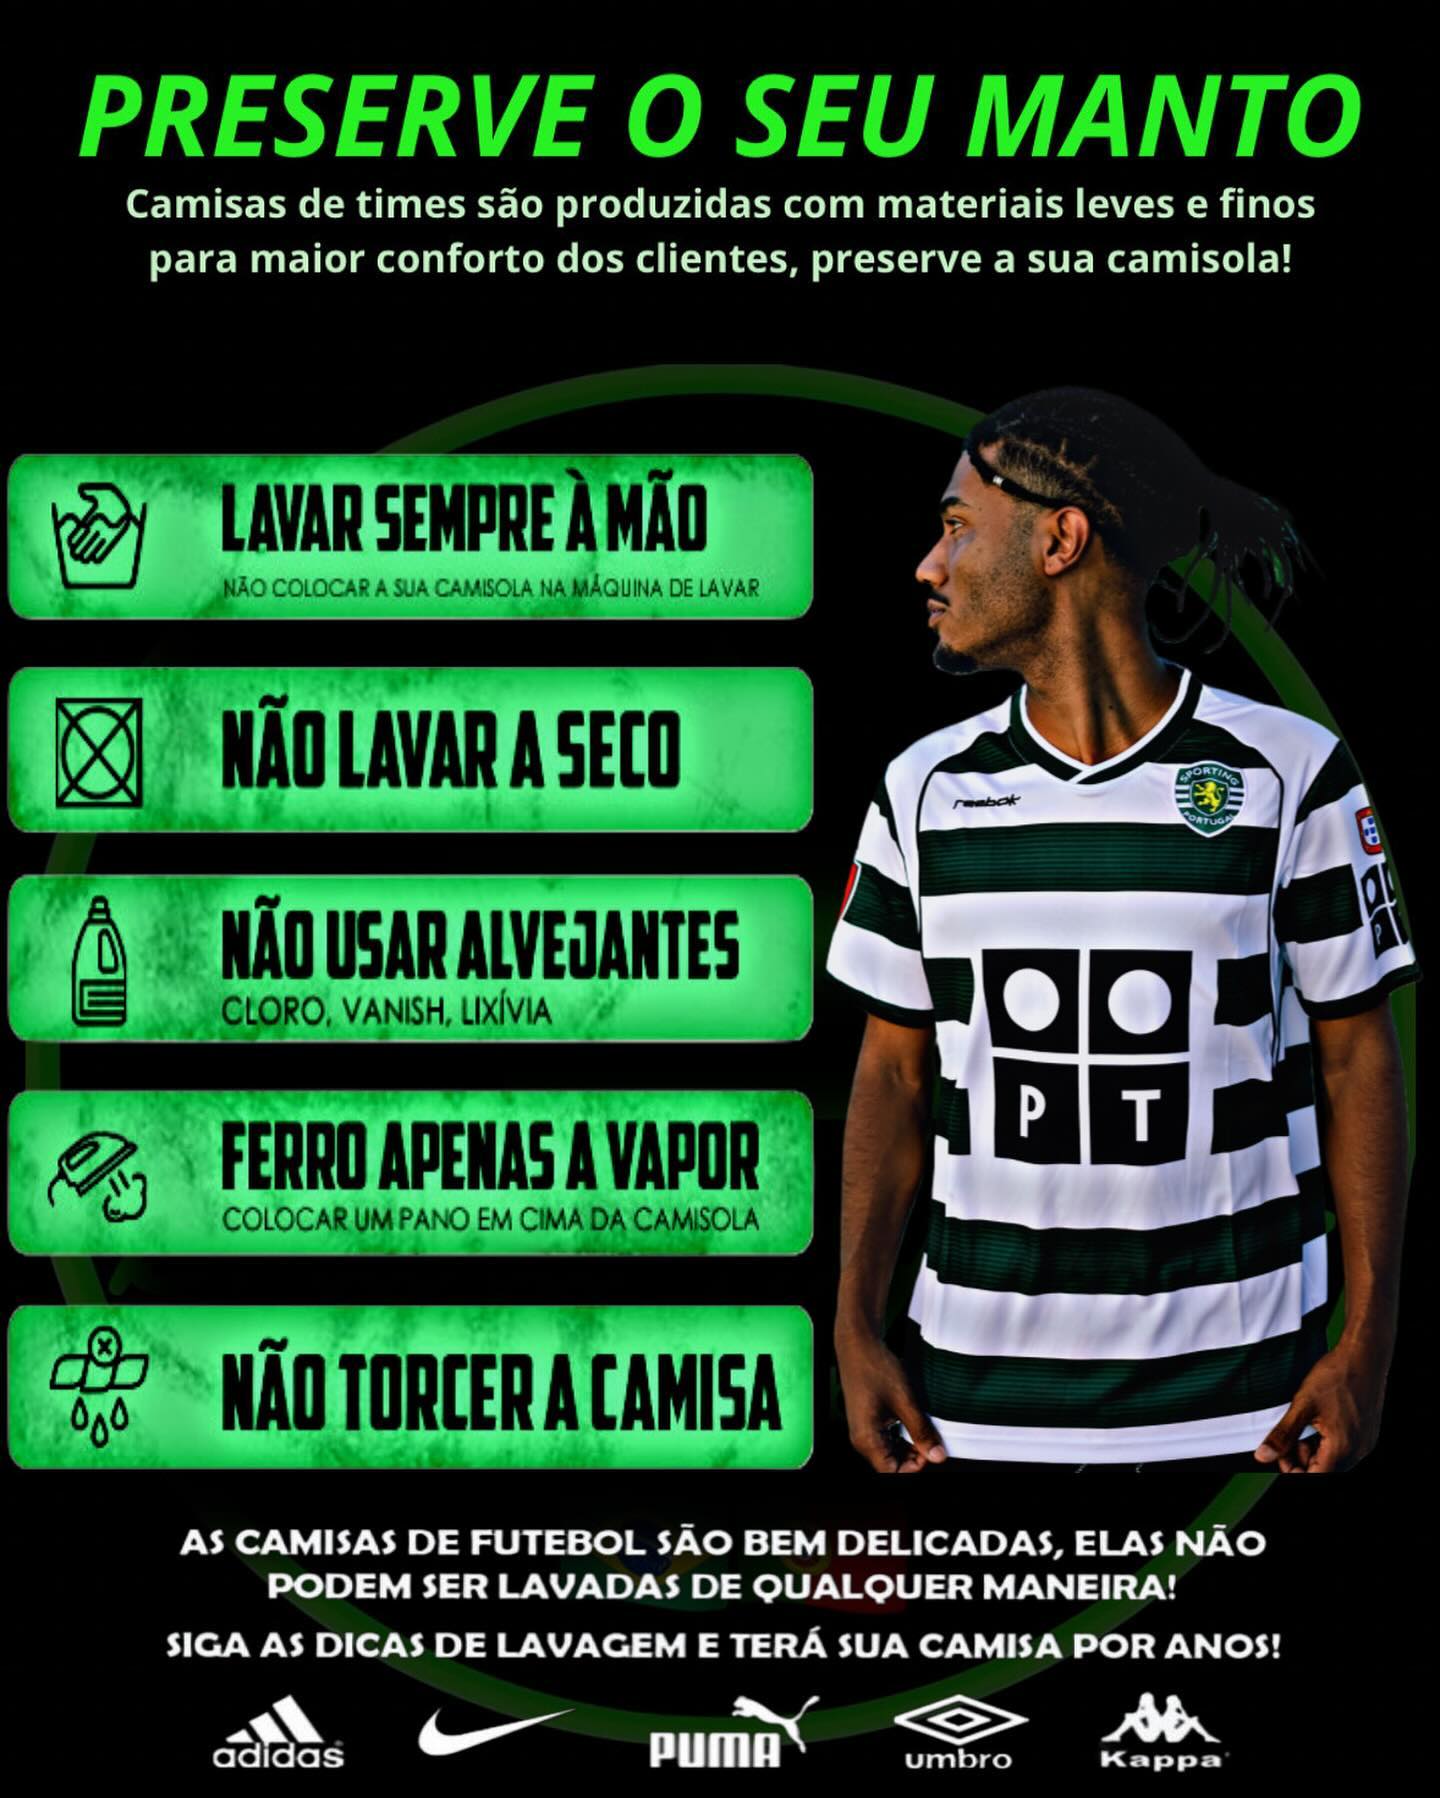 PRESERVE O SEU MANTO
Camisas de times são produzidas com materiais leves e finos
para maior conforto dos clientes, preserve a sua camisola!
LAVAR SEMPRE À MÃO
NÃO COLOCAR A SUA CAMISOLA NA MÁQUINA DE LAVAR
NÃO LAVAR A SECO
NÃO USAR ALVEJANTES
CLORO, VANISH, LIXÍVIA
FERRO APENAS A VAPOR
COLOCAR UM PANO EM CIMA DA CAMISOLA
NÃO TORCER A CAMISA
Reebok
SPORTING
PORTUGAL
P T
P
AS CAMISAS DE FUTEBOL SÃO BEM DELICADAS, ELAS NÃO
PODEM SER LAVADAS DE QUALQUER MANEIRA!
SIGA AS DICAS DE LAVAGEM E TERÁ SUA CAMISA POR ANOS!
adidas PUMA umbro Kappa